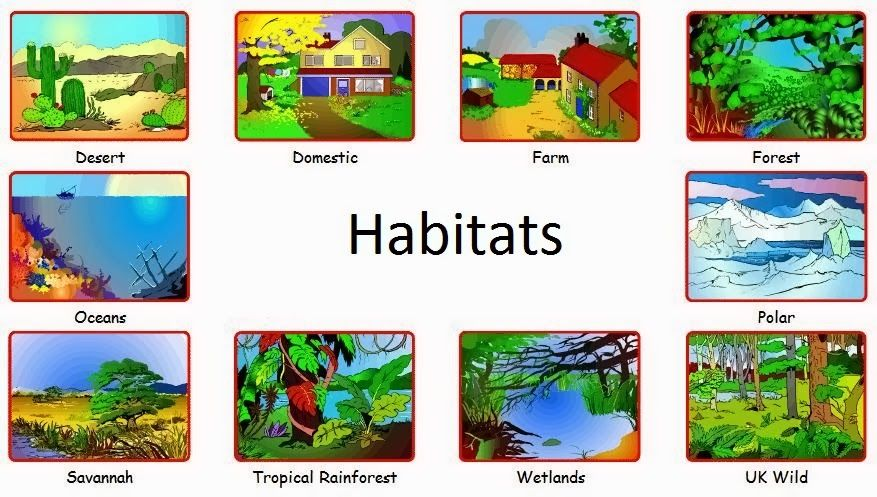 Desert
Domestic
Farm
Forest
Habitats
Oceans
Polar
Savannah
Tropical Rainforest
Wetlands
UK Wild